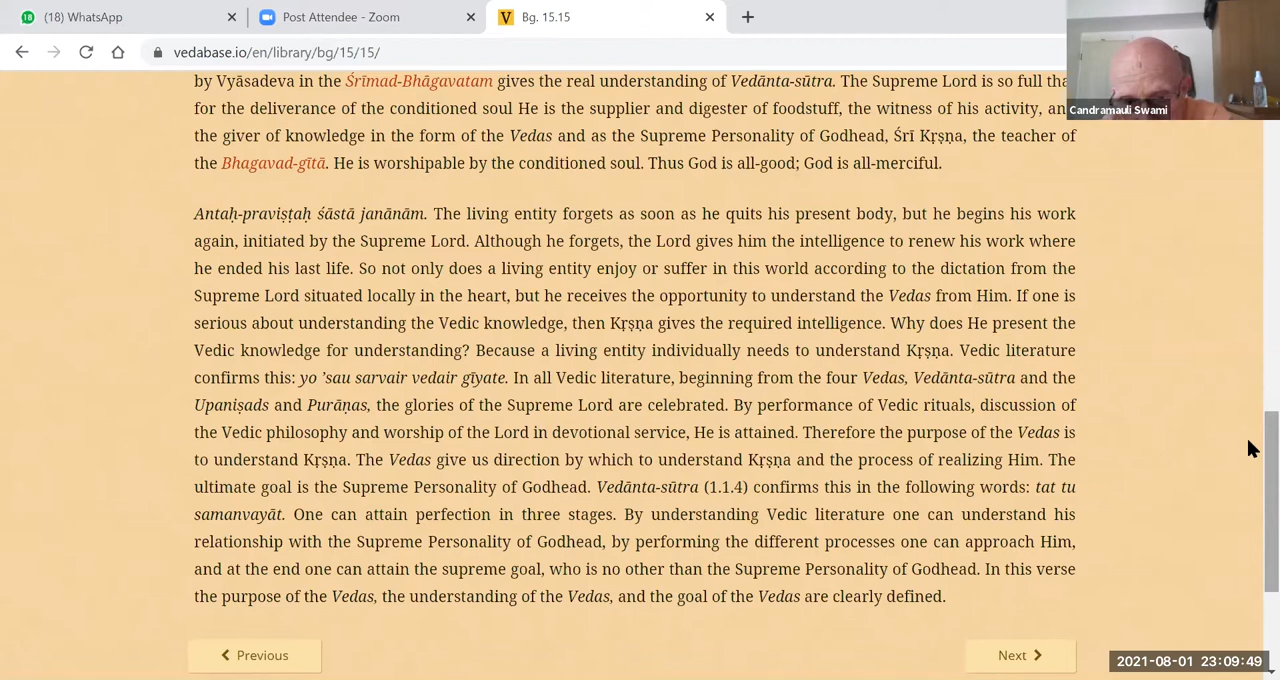 (18) WhatsApp
Post Attendee - Zoom
Bg. 15.15
vedabase.io/en/library/bg/15/15/
Candramauli Swami
by Vyāsadeva in the Śrīmad-Bhāgavatam gives the real understanding of Vedānta-sūtra. The Supreme Lord is so full
for the deliverance of the conditioned soul He is the supplier and digester of foodstuff, the witness of his activity,
the giver of knowledge in the form of the Vedas and as the Supreme Personality of Godhead, Śrī Kṛṣṇa, the teacher of
the Bhagavad-gītā. He is worshipable by the conditioned soul. Thus God is all-good; God is all-merciful.
Antaḥ-praviṣṭaḥ śāstā janānām. The living entity forgets as soon as he quits his present body, but he begins his work
again, initiated by the Supreme Lord. Although he forgets, the Lord gives him the intelligence to renew his work where
he ended his last life. So not only does a living entity enjoy or suffer in this world according to the dictation from the
Supreme Lord situated locally in the heart, but he receives the opportunity to understand the Vedas from Him. If one is
serious about understanding the Vedic knowledge, then Kṛṣṇa gives the required intelligence. Why does He present the
Vedic knowledge for understanding? Because a living entity individually needs to understand Kṛṣṇa. Vedic literature
confirms this: yo ’sau sarvair vedair gīyate. In all Vedic literature, beginning from the four Vedas, Vedānta-sūtra and the
Upaniṣads and Purāṇas, the glories of the Supreme Lord are celebrated. By performance of Vedic rituals, discussion of
the Vedic philosophy and worship of the Lord in devotional service, He is attained. Therefore the purpose of the Vedas is
to understand Kṛṣṇa. The Vedas give us direction by which to understand Kṛṣṇa and the process of realizing Him. The
ultimate goal is the Supreme Personality of Godhead. Vedānta-sūtra (1.1.4) confirms this in the following words: tat tu
samanvayāt. One can attain perfection in three stages. By understanding Vedic literature one can understand his
relationship with the Supreme Personality of Godhead, by performing the different processes one can approach Him,
and at the end one can attain the supreme goal, who is no other than the Supreme Personality of Godhead. In this verse
the purpose of the Vedas, the understanding of the Vedas, and the goal of the Vedas are clearly defined.
Previous
Next
2021-08-01 23:09:49